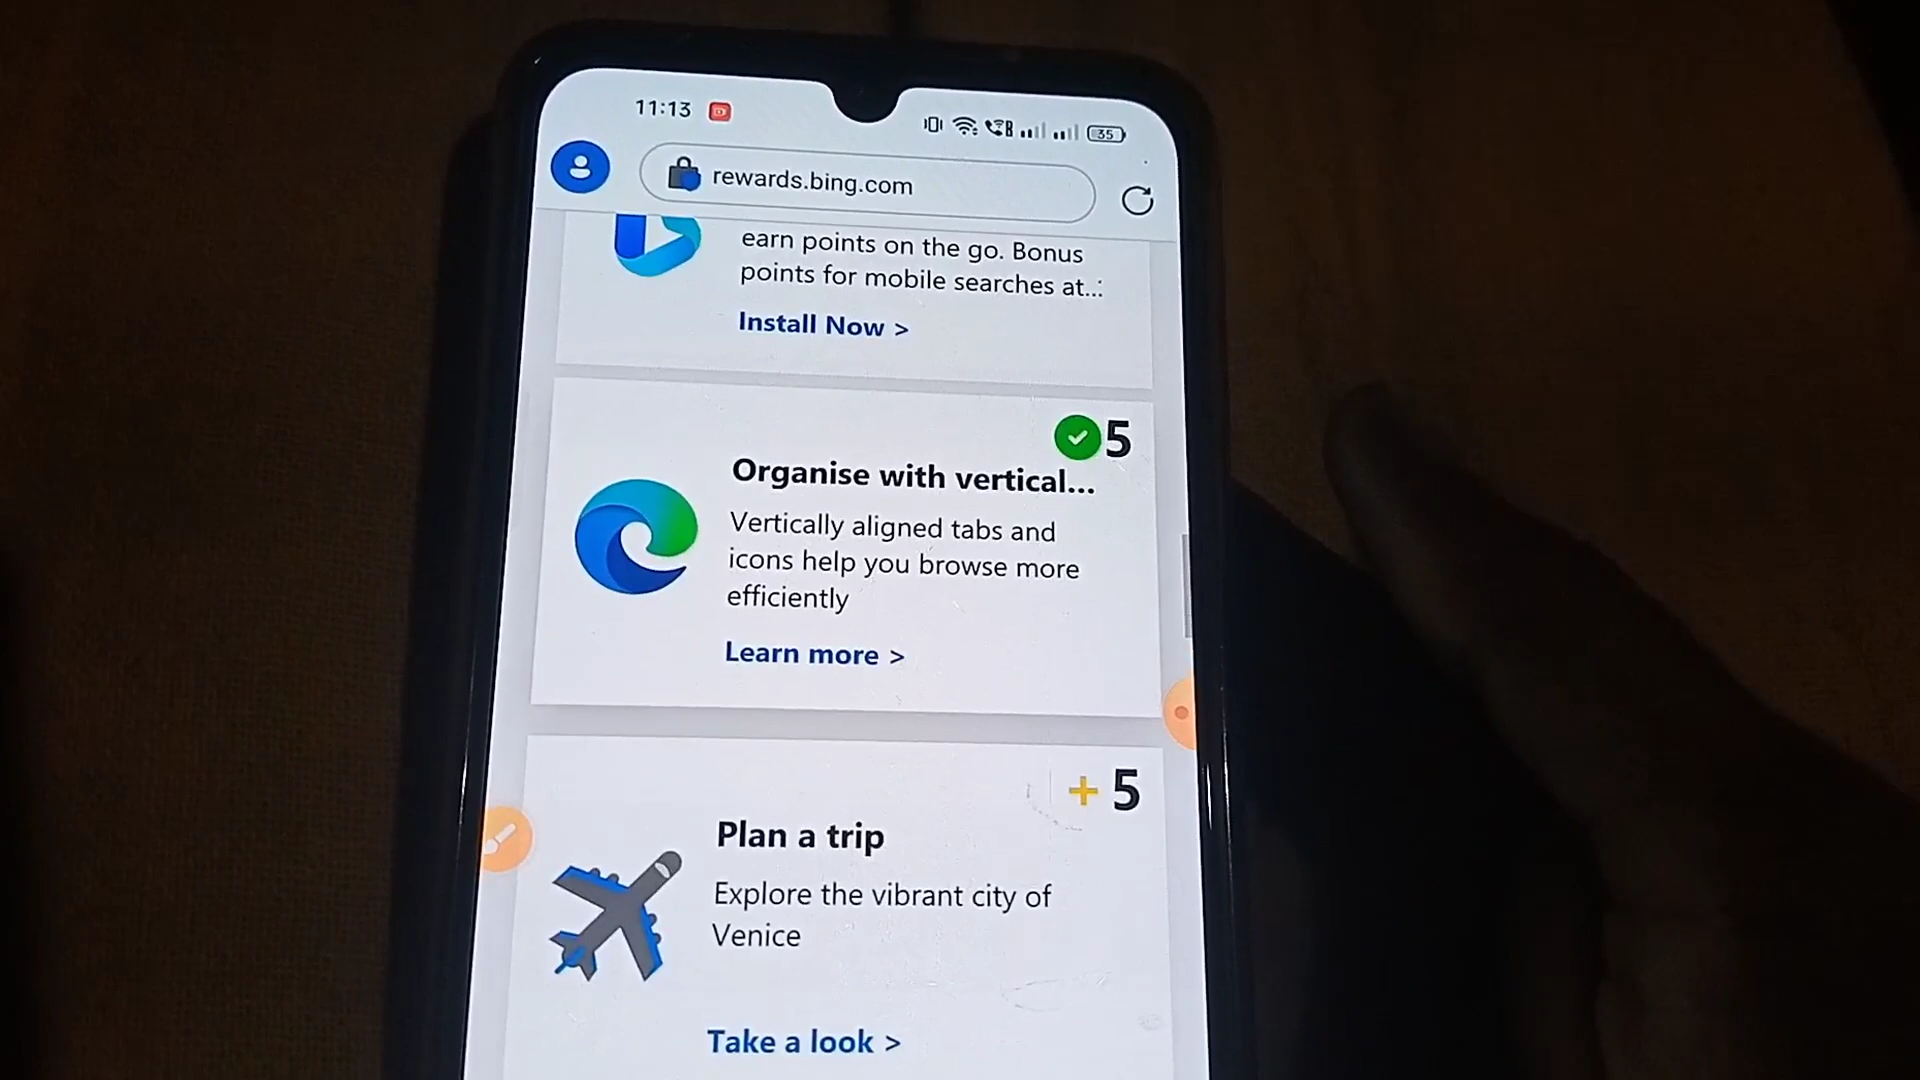 11:13
35
rewards.bing.com
earn points on the go. Bonus
points for mobile searches at...
Install Now >
5
Organise with vertical...
Vertically aligned tabs and
icons help you browse more
efficiently
Learn more >
+ 5
Plan a trip
Explore the vibrant city of
Venice
Take a look >